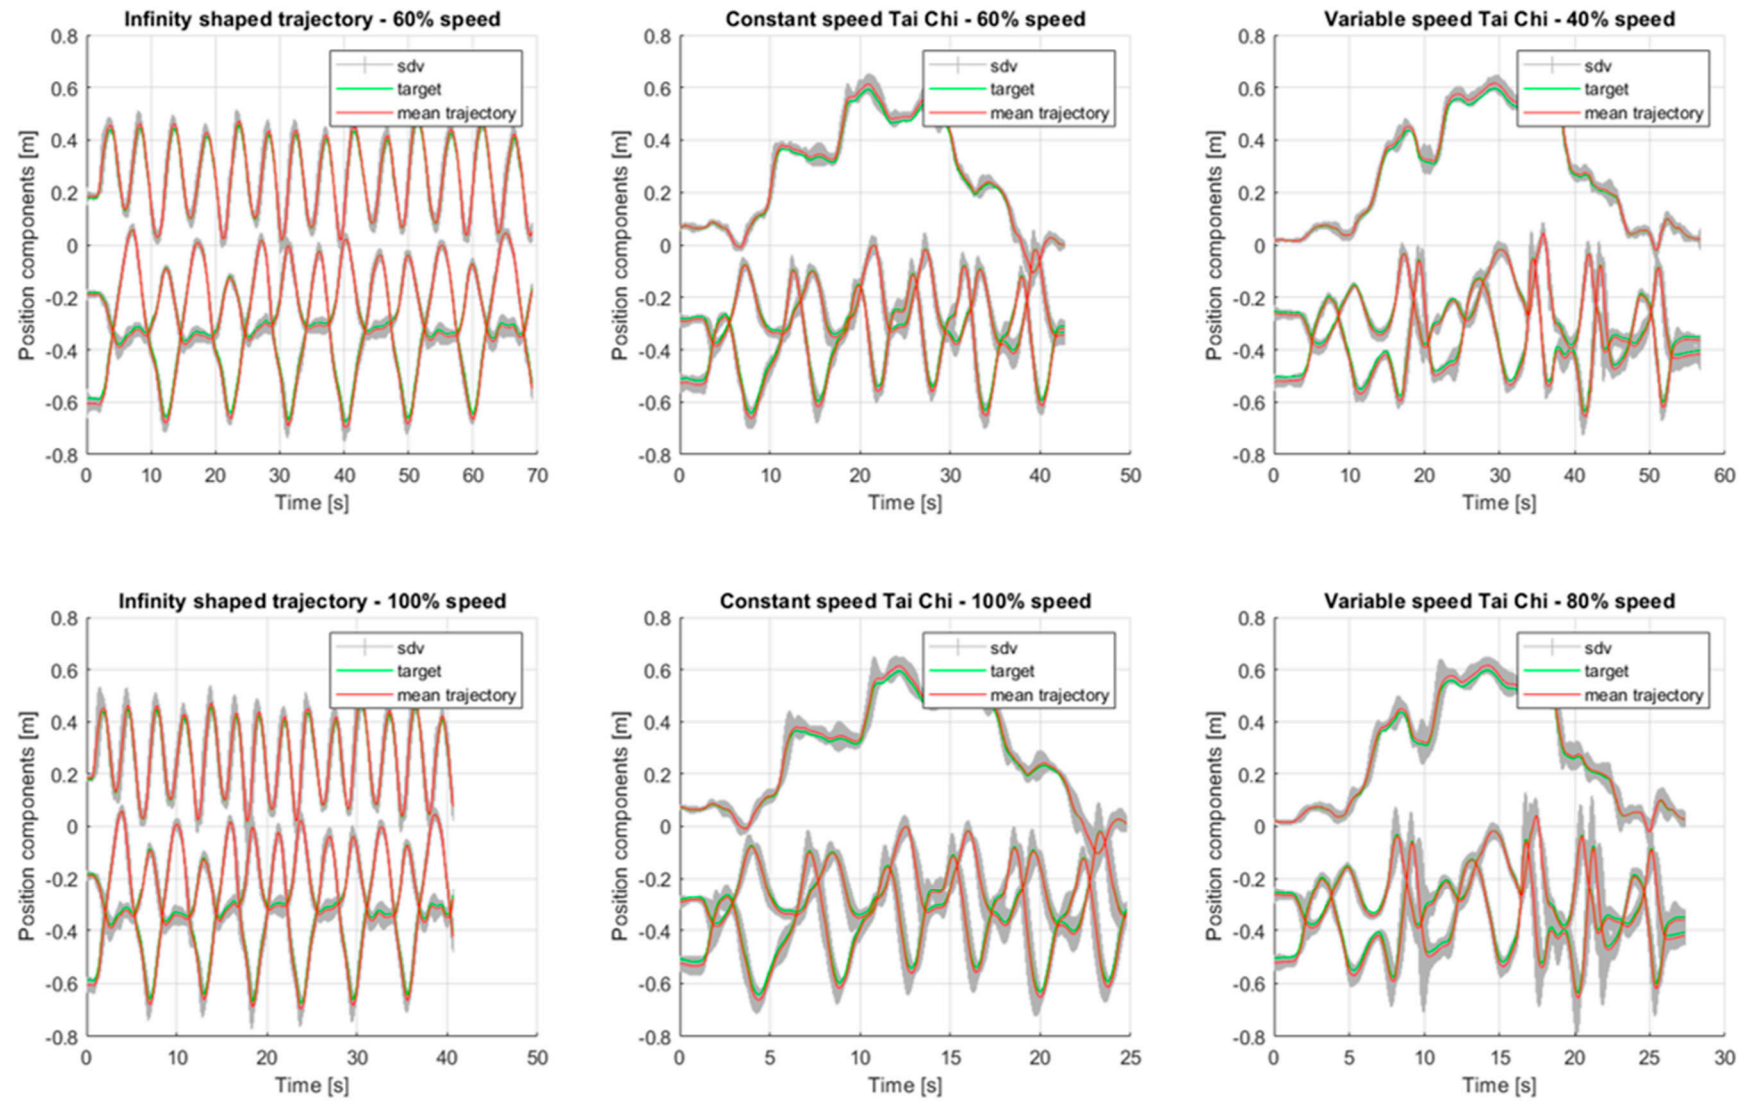 Infinity shaped trajectory - 60% speed
0.8
0.6
0.4
0.2
0
-0.2
-0.4
-0.6
-0.8
Position components [m]
0 10 20 30 40 50 60 70
Time [s]
sdv
target
mean trajectory
Constant speed Tai Chi - 60% speed
0.8
0.6
0.4
0.2
0
-0.2
-0.4
-0.6
-0.8
Position components [m]
0 10 20 30 40 50
Time [s]
sdv
target
mean trajectory
Variable speed Tai Chi - 40% speed
0.8
0.6
0.4
0.2
0
-0.2
-0.4
-0.6
-0.8
Position components [m]
0 10 20 30 40 50 60
Time [s]
sdv
target
mean trajectory
Infinity shaped trajectory - 100% speed
0.8
0.6
0.4
0.2
0
-0.2
-0.4
-0.6
-0.8
Position components [m]
0 10 20 30 40 50
Time [s]
sdv
target
mean trajectory
Constant speed Tai Chi - 100% speed
0.8
0.6
0.4
0.2
0
-0.2
-0.4
-0.6
-0.8
Position components [m]
0 5 10 15 20 25
Time [s]
sdv
target
mean trajectory
Variable speed Tai Chi - 80% speed
0.8
0.6
0.4
0.2
0
-0.2
-0.4
-0.6
-0.8
Position components [m]
0 5 10 15 20 25 30
Time [s]
sdv
target
mean trajectory